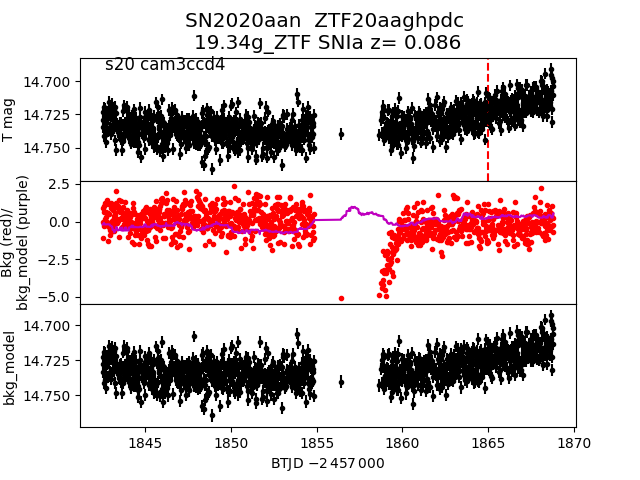 SN2020aan ZTF20aaghpdc
19.34g_ZTF SNIa z= 0.086
s20 cam3ccd4
T mag
14.700
14.725
14.750
Bkg (red)/
bkg_model (purple)
2.5
0.0
−2.5
−5.0
bkg_model
14.700
14.725
14.750
1845 1850 1855 1860 1865 1870
BTJD −2 457 000